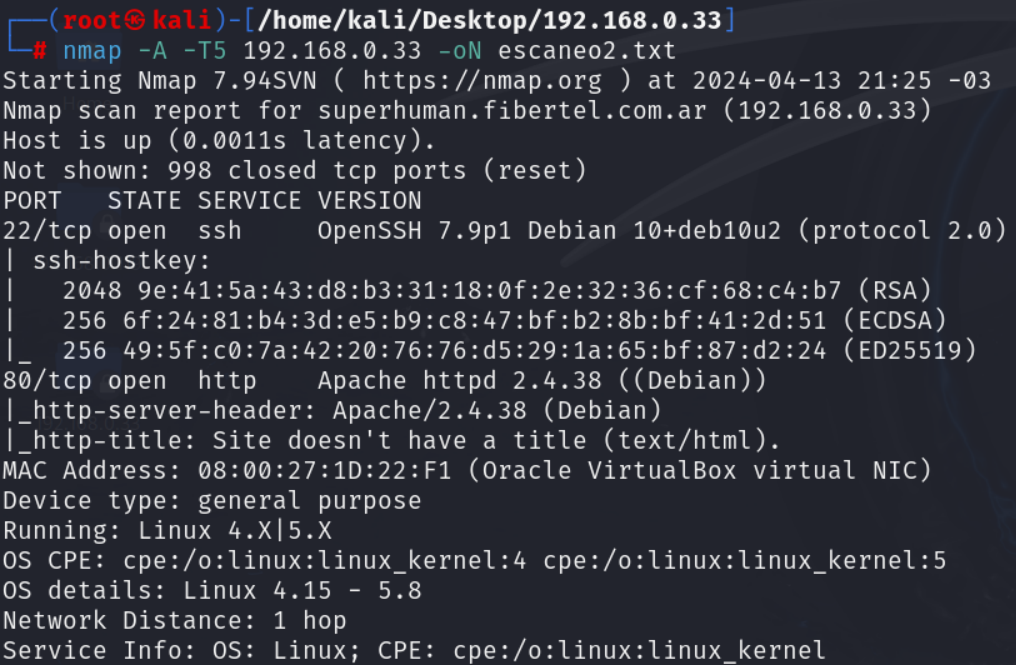 ┌──(root㉿kali)-[/home/kali/Desktop/192.168.0.33]
└─# nmap -A -T5 192.168.0.33 -oN escaneo2.txt
Starting Nmap 7.94SVN ( https://nmap.org ) at 2024-04-13 21:25 -03
Nmap scan report for superhuman.fibertel.com.ar (192.168.0.33)
Host is up (0.0011s latency).
Not shown: 998 closed tcp ports (reset)
PORT   STATE SERVICE VERSION
22/tcp open  ssh     OpenSSH 7.9p1 Debian 10+deb10u2 (protocol 2.0)
| ssh-hostkey:
|   2048 9e:41:5a:43:d8:b3:31:18:0f:2e:32:36:cf:68:c4:b7 (RSA)
|   256 6f:24:81:b4:3d:e5:b9:c8:47:bf:b2:8b:bf:41:2d:51 (ECDSA)
|_  256 49:5f:c0:7a:42:20:76:76:d5:29:1a:65:bf:87:d2:24 (ED25519)
80/tcp open  http    Apache httpd 2.4.38 ((Debian))
|_http-server-header: Apache/2.4.38 (Debian)
|_http-title: Site doesn't have a title (text/html).
MAC Address: 08:00:27:1D:22:F1 (Oracle VirtualBox virtual NIC)
Device type: general purpose
Running: Linux 4.X|5.X
OS CPE: cpe:/o:linux:linux_kernel:4 cpe:/o:linux:linux_kernel:5
OS details: Linux 4.15 - 5.8
Network Distance: 1 hop
Service Info: OS: Linux; CPE: cpe:/o:linux:linux_kernel